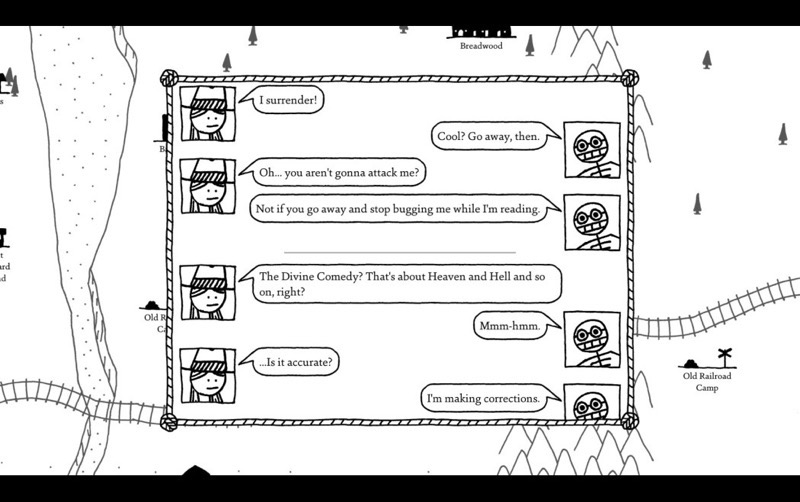 Breadwood
I surrender!
Cool? Go away, then.
Oh... you aren't gonna attack me?
Not if you go away and stop bugging me while I'm reading.
The Divine Comedy? That's about Heaven and Hell and so
on, right?
Mmm-hmm.
...Is it accurate?
I'm making corrections.
Old
Old Railroad
Camp